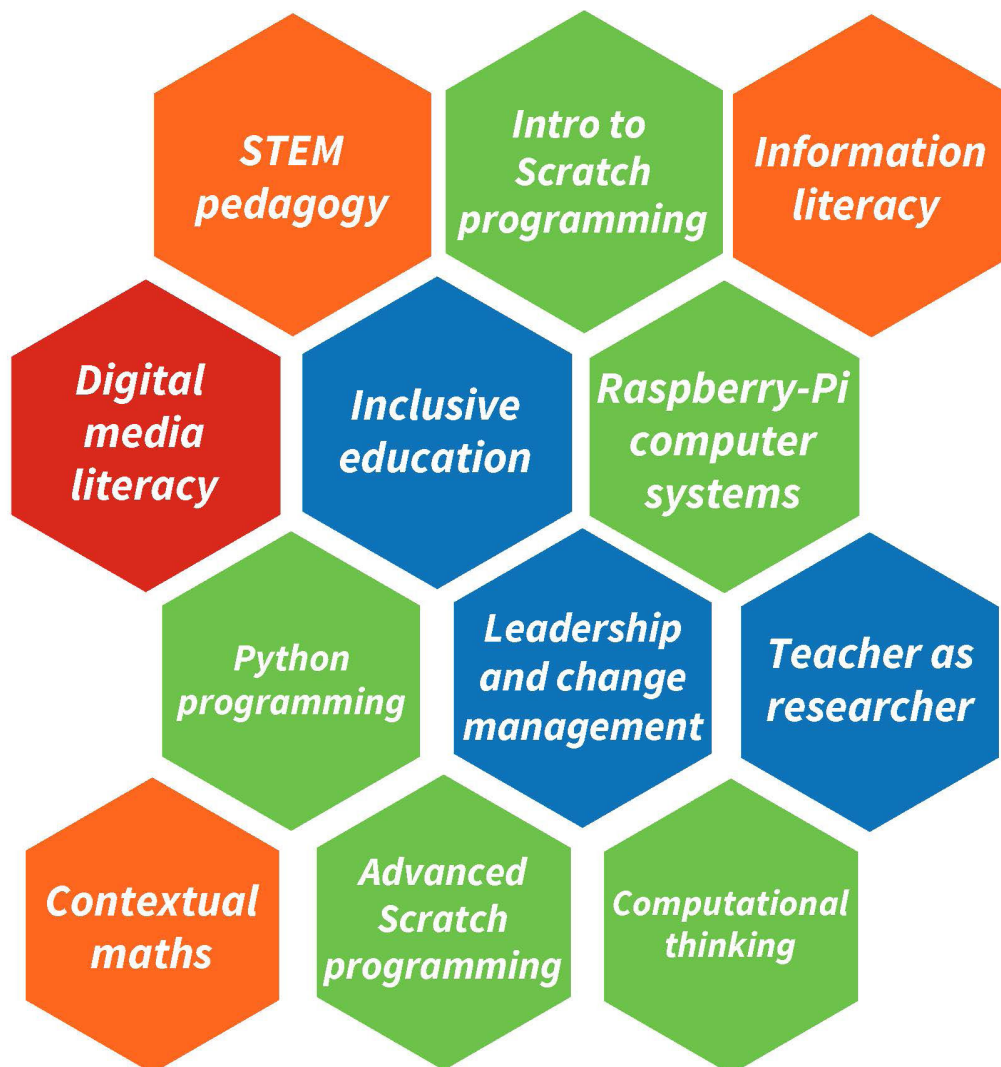 STEM
pedagogy
Intro to
Scratch
programming
Information
literacy
Digital
media
literacy
Inclusive
education
Raspberry-Pi
computer
systems
Python
programming
Leadership
and change
management
Teacher as
researcher
Contextual
maths
Advanced
Scratch
programming
Computational
thinking